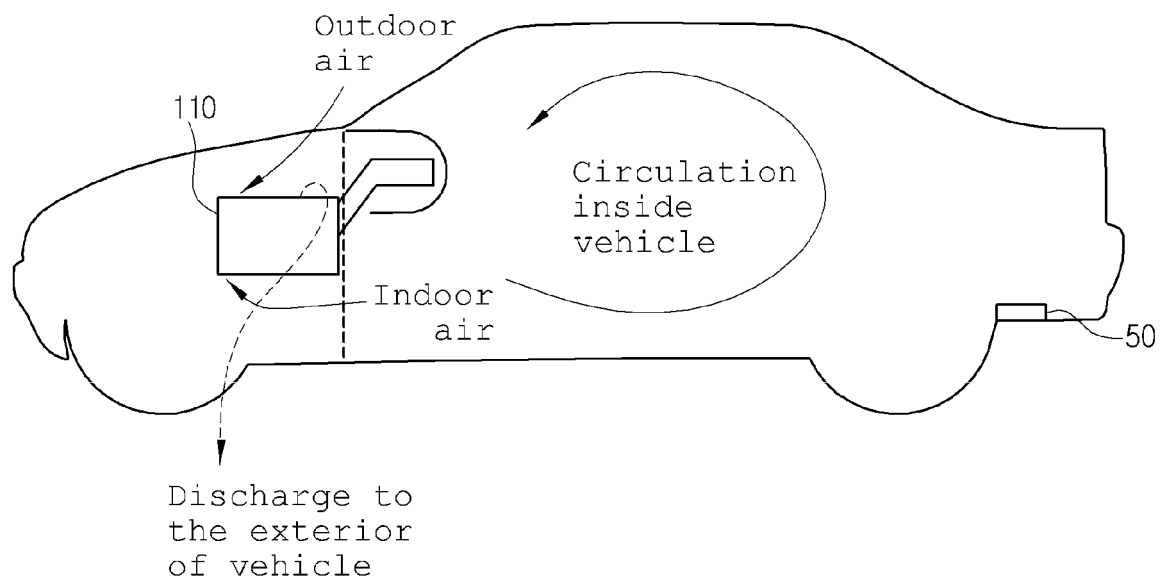 Outdoor
air
110
Circulation
inside
vehicle
Indoor
air
50
Discharge to
the exterior
of vehicle